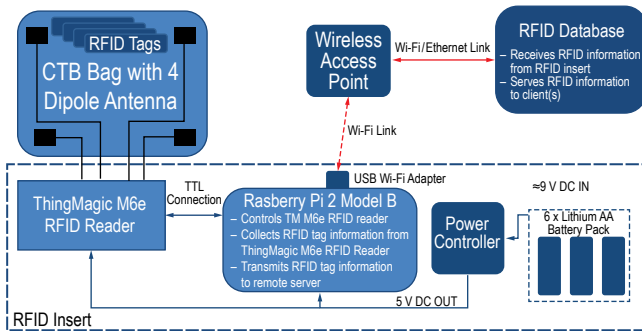 RFID Tags
CTB Bag with 4
Dipole Antenna
Wireless
Access
Point
Wi-Fi/Ethernet Link
RFID Database
– Receives RFID information
from RFID insert
– Serves RFID information
to client(s)
Wi-Fi Link
USB Wi-Fi Adapter
ThingMagic M6e
RFID Reader
TTL
Connection
Rasberry Pi 2 Model B
– Controls TM M6e RFID reader
– Collects RFID tag information from
ThingMagic M6e RFID Reader
– Transmits RFID tag information
to remote server
Power
Controller
≈9 V DC IN
6 x Lithium AA
Battery Pack
5 V DC OUT
RFID Insert